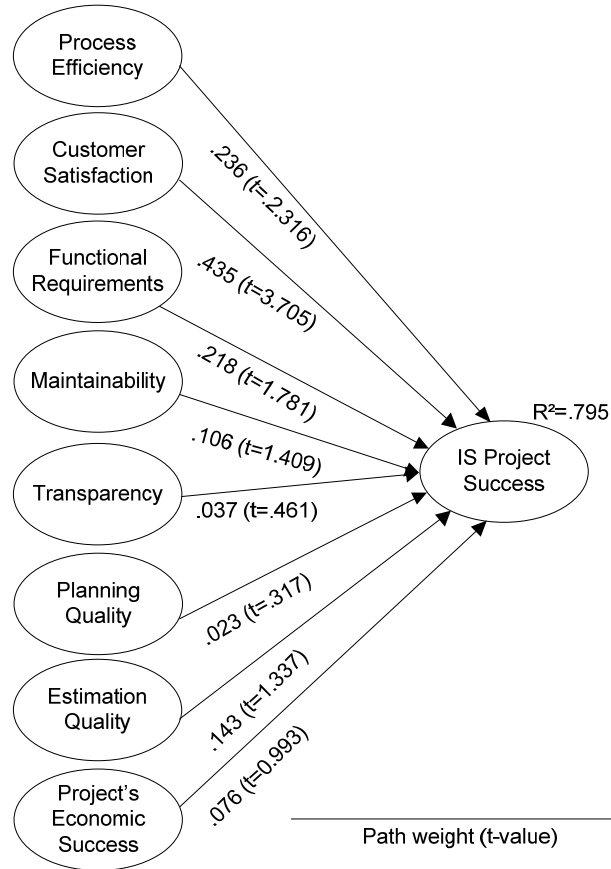 Process
Efficiency
.236 (t=.2.316)
Customer
Satisfaction
.435 (t=3.705)
Functional
Requirements
.218 (t=1.781)
Maintainability
.106 (t=1.409)
R²=.795
IS Project
Success
Transparency
.037 (t=.461)
Planning
Quality
.023 (t=.317)
Estimation
Quality
.143 (t=1.337)
Project's
Economic
Success
.076 (t=0.993)
Path weight (t-value)